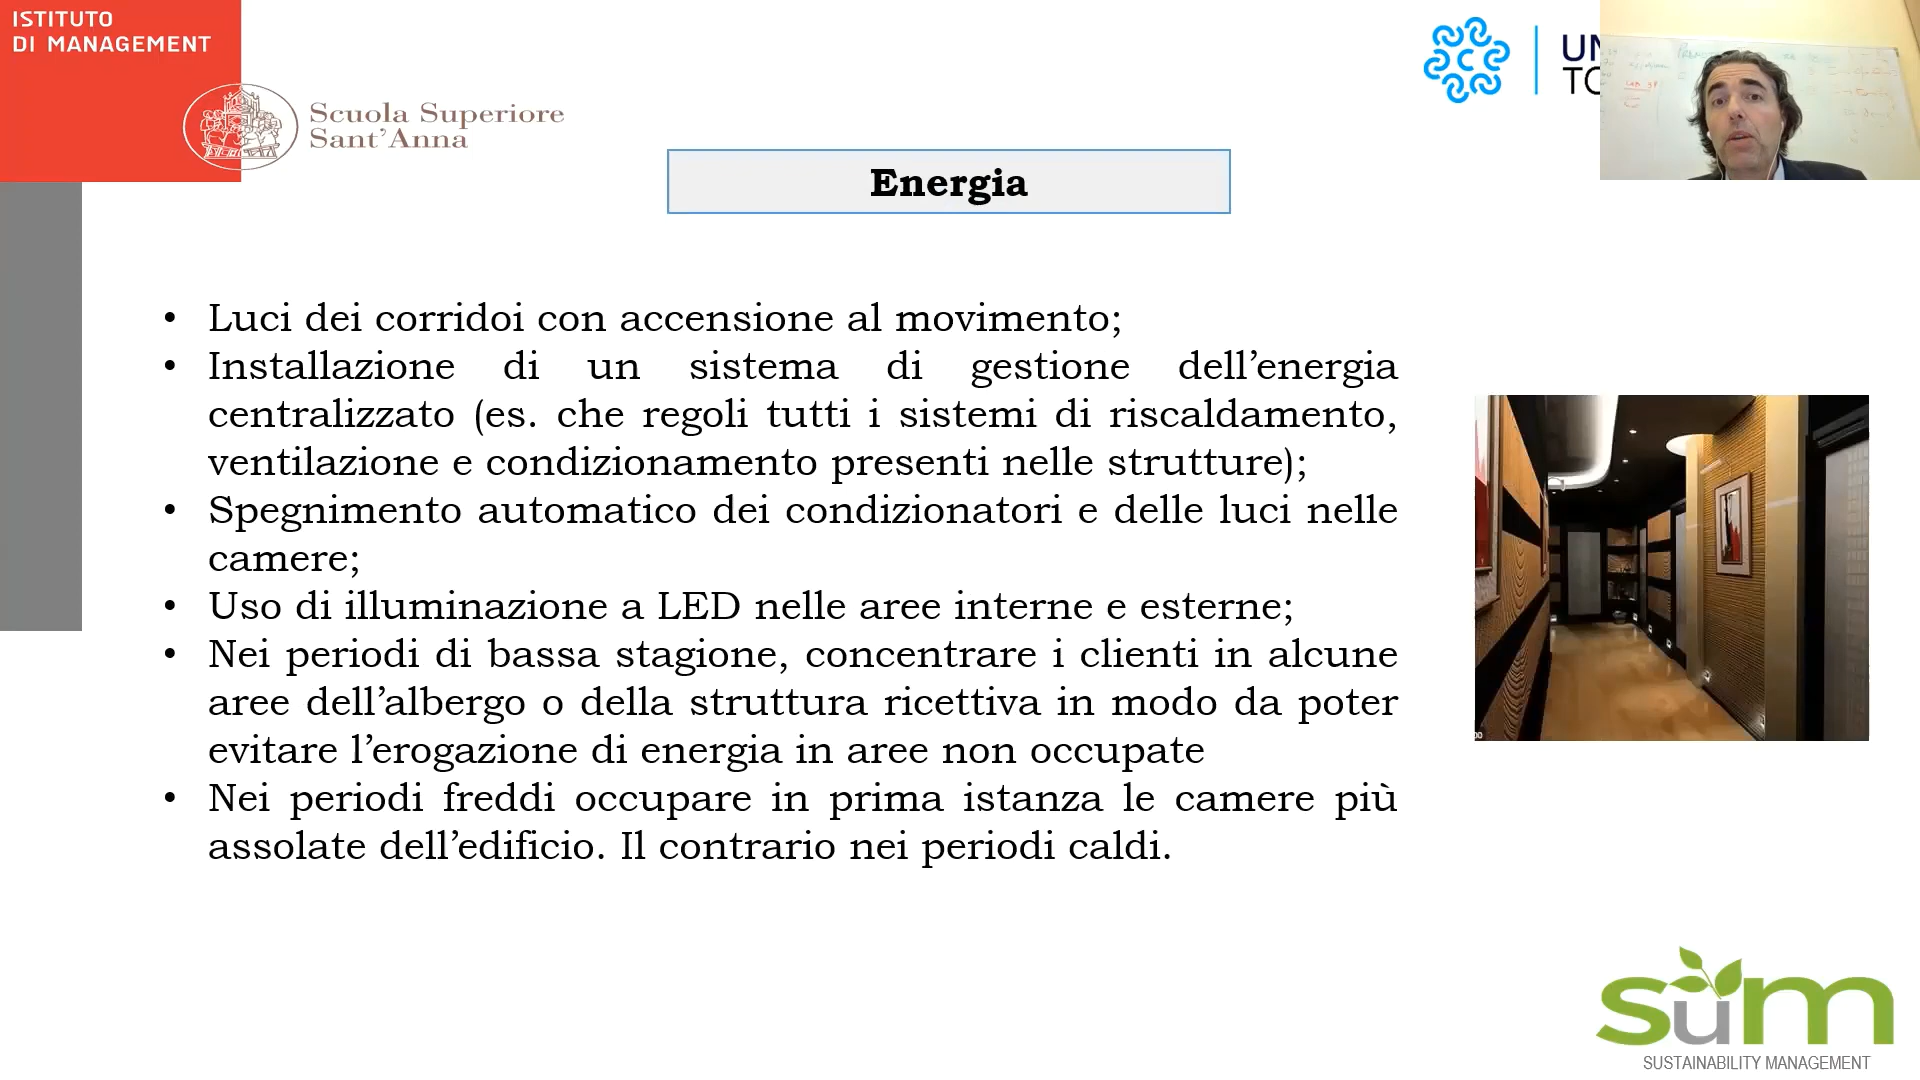 ISTITUTO
DI MANAGEMENT
Scuola Superiore
Sant'Anna
Energia
• Luci dei corridoi con accensione al movimento;
• Installazione di un sistema di gestione dell'energia
centralizzato (es. che regoli tutti i sistemi di riscaldamento,
ventilazione e condizionamento presenti nelle strutture);
• Spegnimento automatico dei condizionatori e delle luci nelle
camere;
• Uso di illuminazione a LED nelle aree interne e esterne;
• Nei periodi di bassa stagione, concentrare i clienti in alcune
aree dell'albergo o della struttura ricettiva in modo da poter
evitare l'erogazione di energia in aree non occupate
• Nei periodi freddi occupare in prima istanza le camere più
assolate dell'edificio. Il contrario nei periodi caldi.
sum
SUSTAINABILITY MANAGEMENT